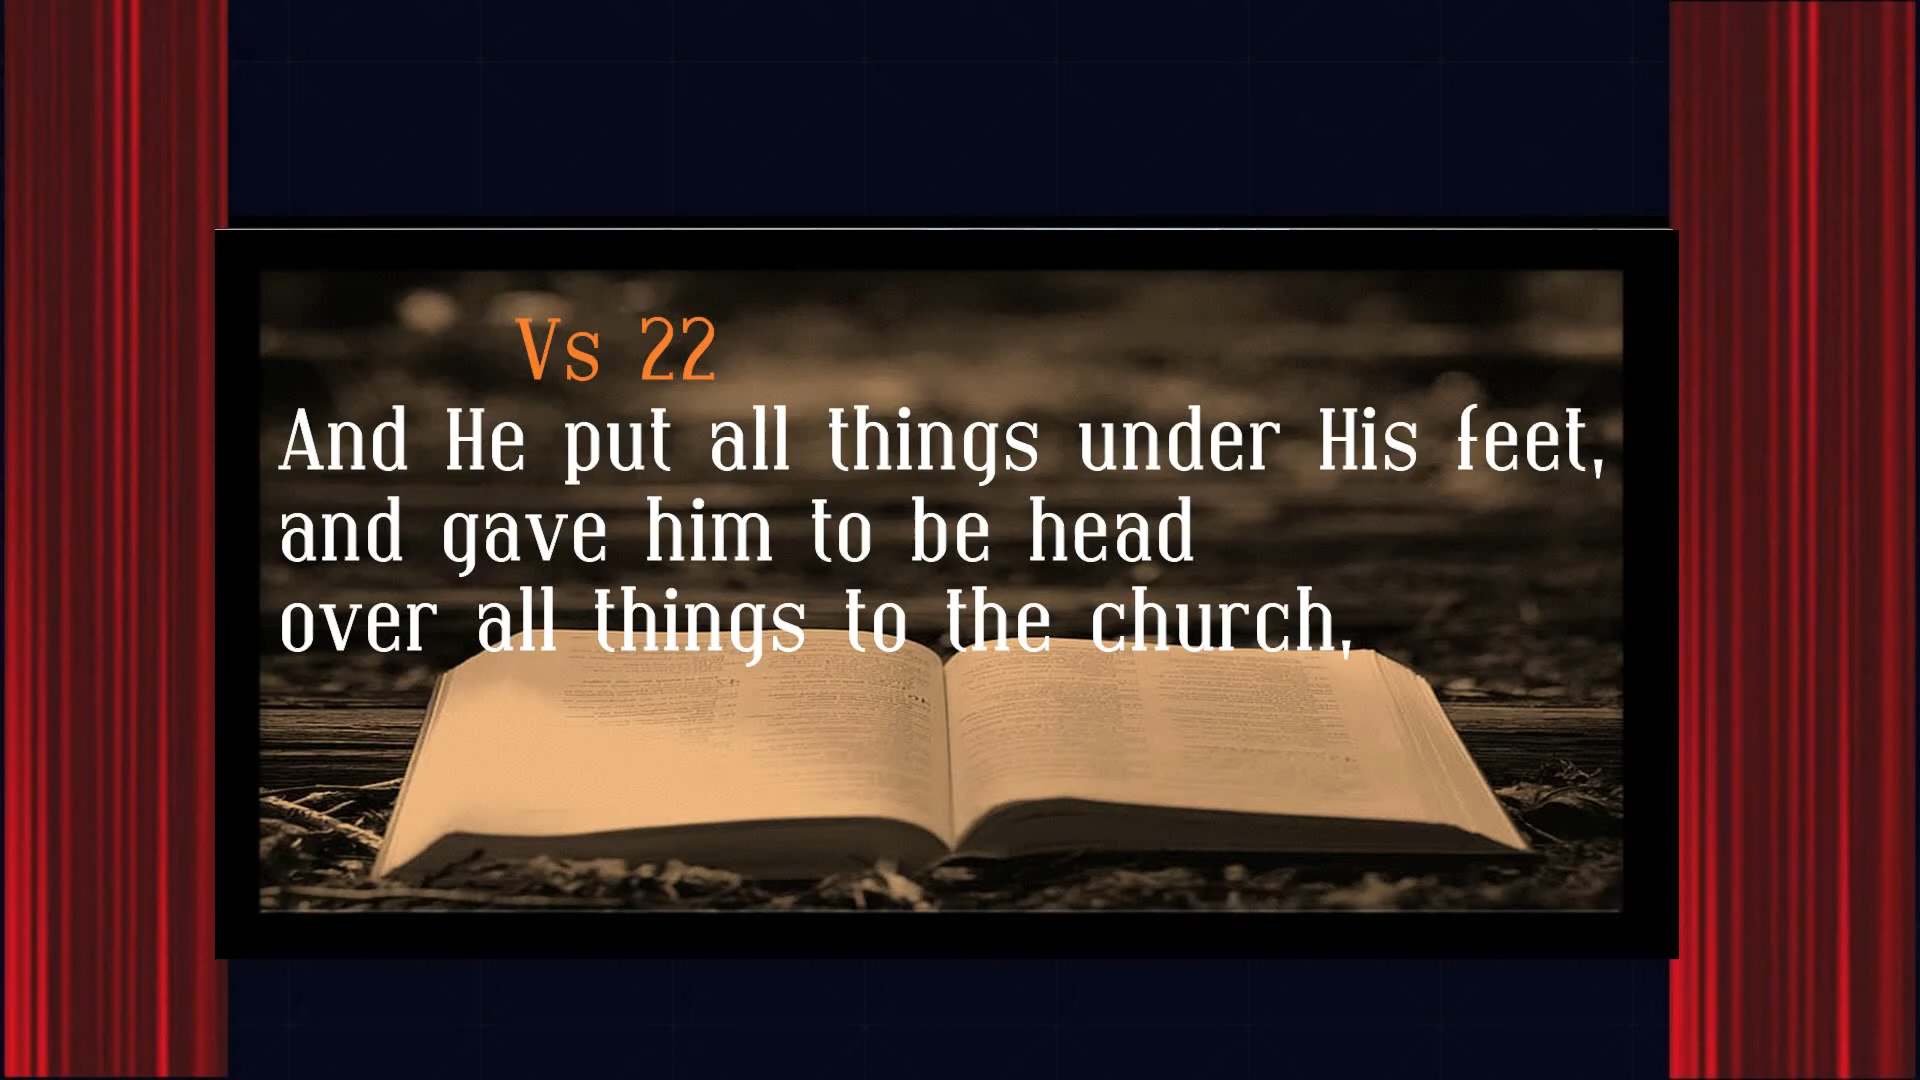 Vs 22
And He put all things under His feet,
and gave him to be head
over all things to the church,